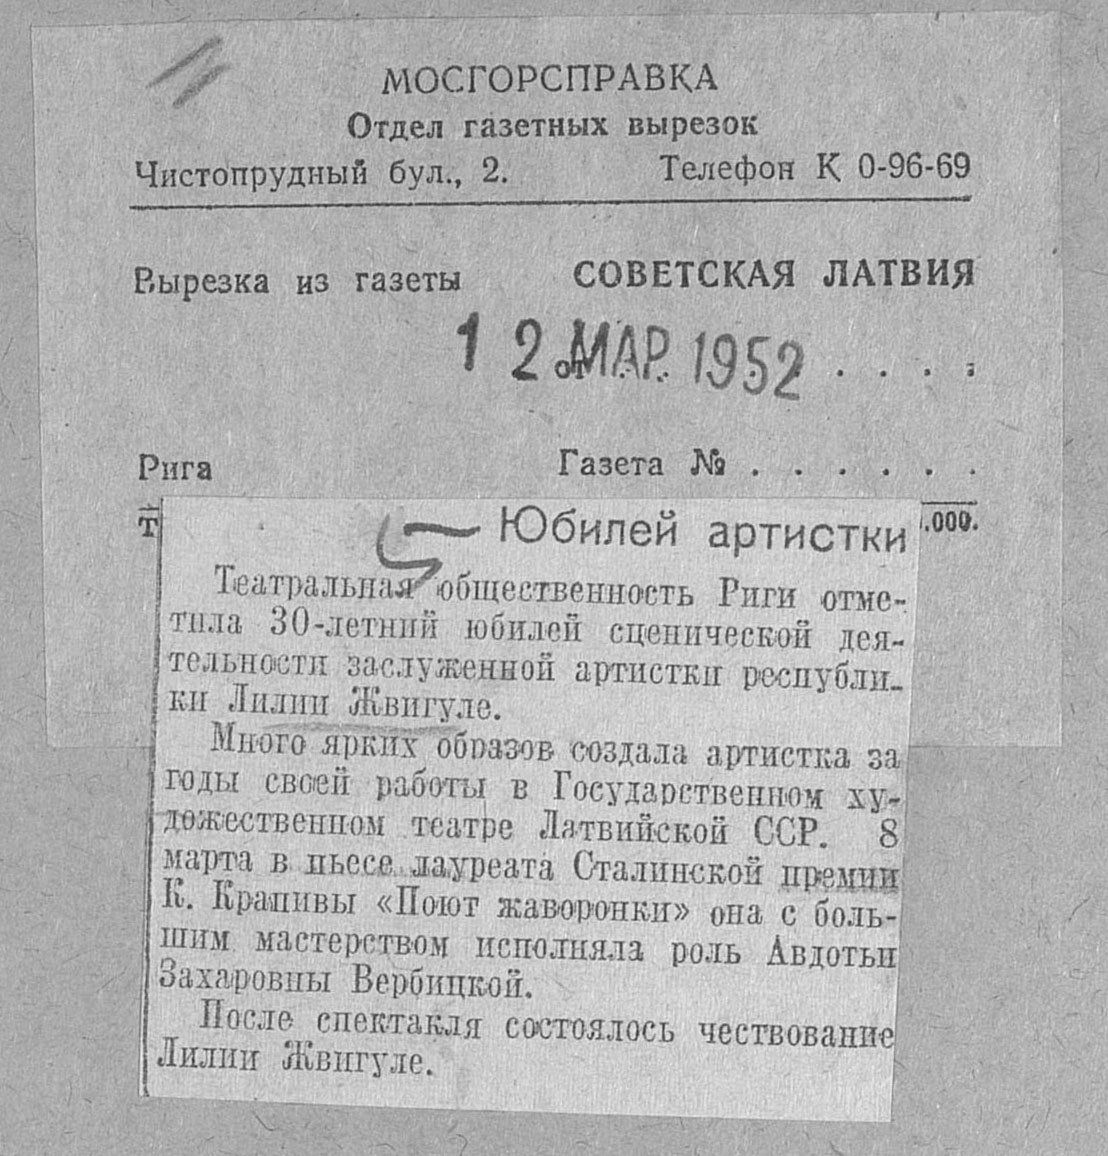 МОСГОРСПРАВКА
Отдел газетных вырезок
Чистопрудный бул., 2. Телефон К 0-96-69
Вырезка из газеты СОВЕТСКАЯ ЛАТВИЯ
12 МАР. 1952
от . . . .
Рига Газета № . . . . . .
Т .000.
Юбилей артистки
Театральная общественность Риги отме-
тила 30-летний юбилей сценической дея-
тельности заслуженной артистки республи-
ки Лилии Жвигуле.
Много ярких образов создала артистка за
годы своей работы в Государственном ху-
дожественном театре Латвийской ССР. 8
марта в пьесе лауреата Сталинской премии
К. Крапивы «Поют жаворонки» она с боль-
шим мастерством исполняла роль Авдотьи
Захаровны Вербицкой.
После спектакля состоялось чествование
Лилии Жвигуле.